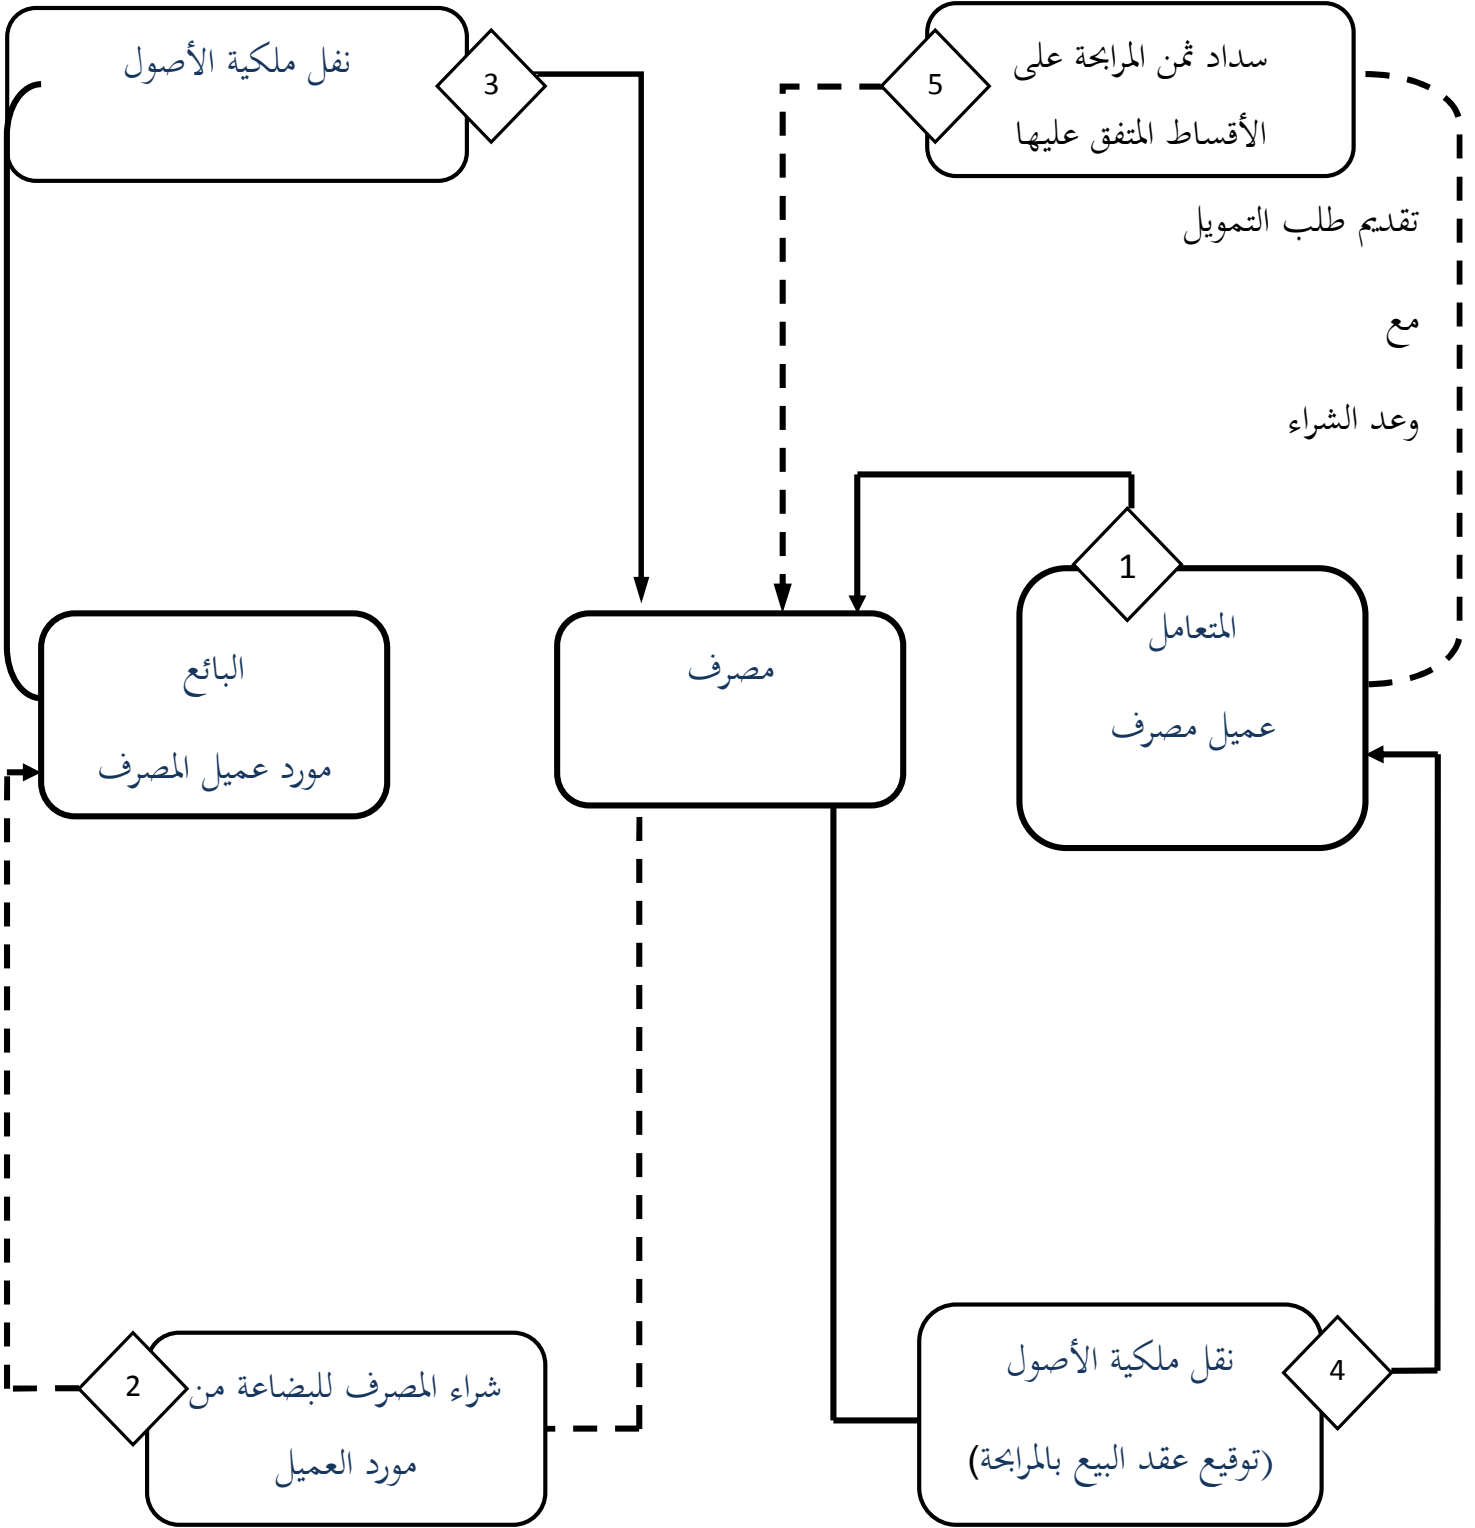 سداد ثمن المرابحة على
الأقساط المتفق عليها
5
نفل ملكية الأصول
3
تقديم طلب التمويل
مع
وعد الشراء
1
المتعامل
عميل مصرف
مصرف
البائع
مورد عميل المصرف
نقل ملكية الأصول
(توقيع عقد البيع بالمرابحة)
4
شراء المصرف للبضاعة من
مورد العميل
2